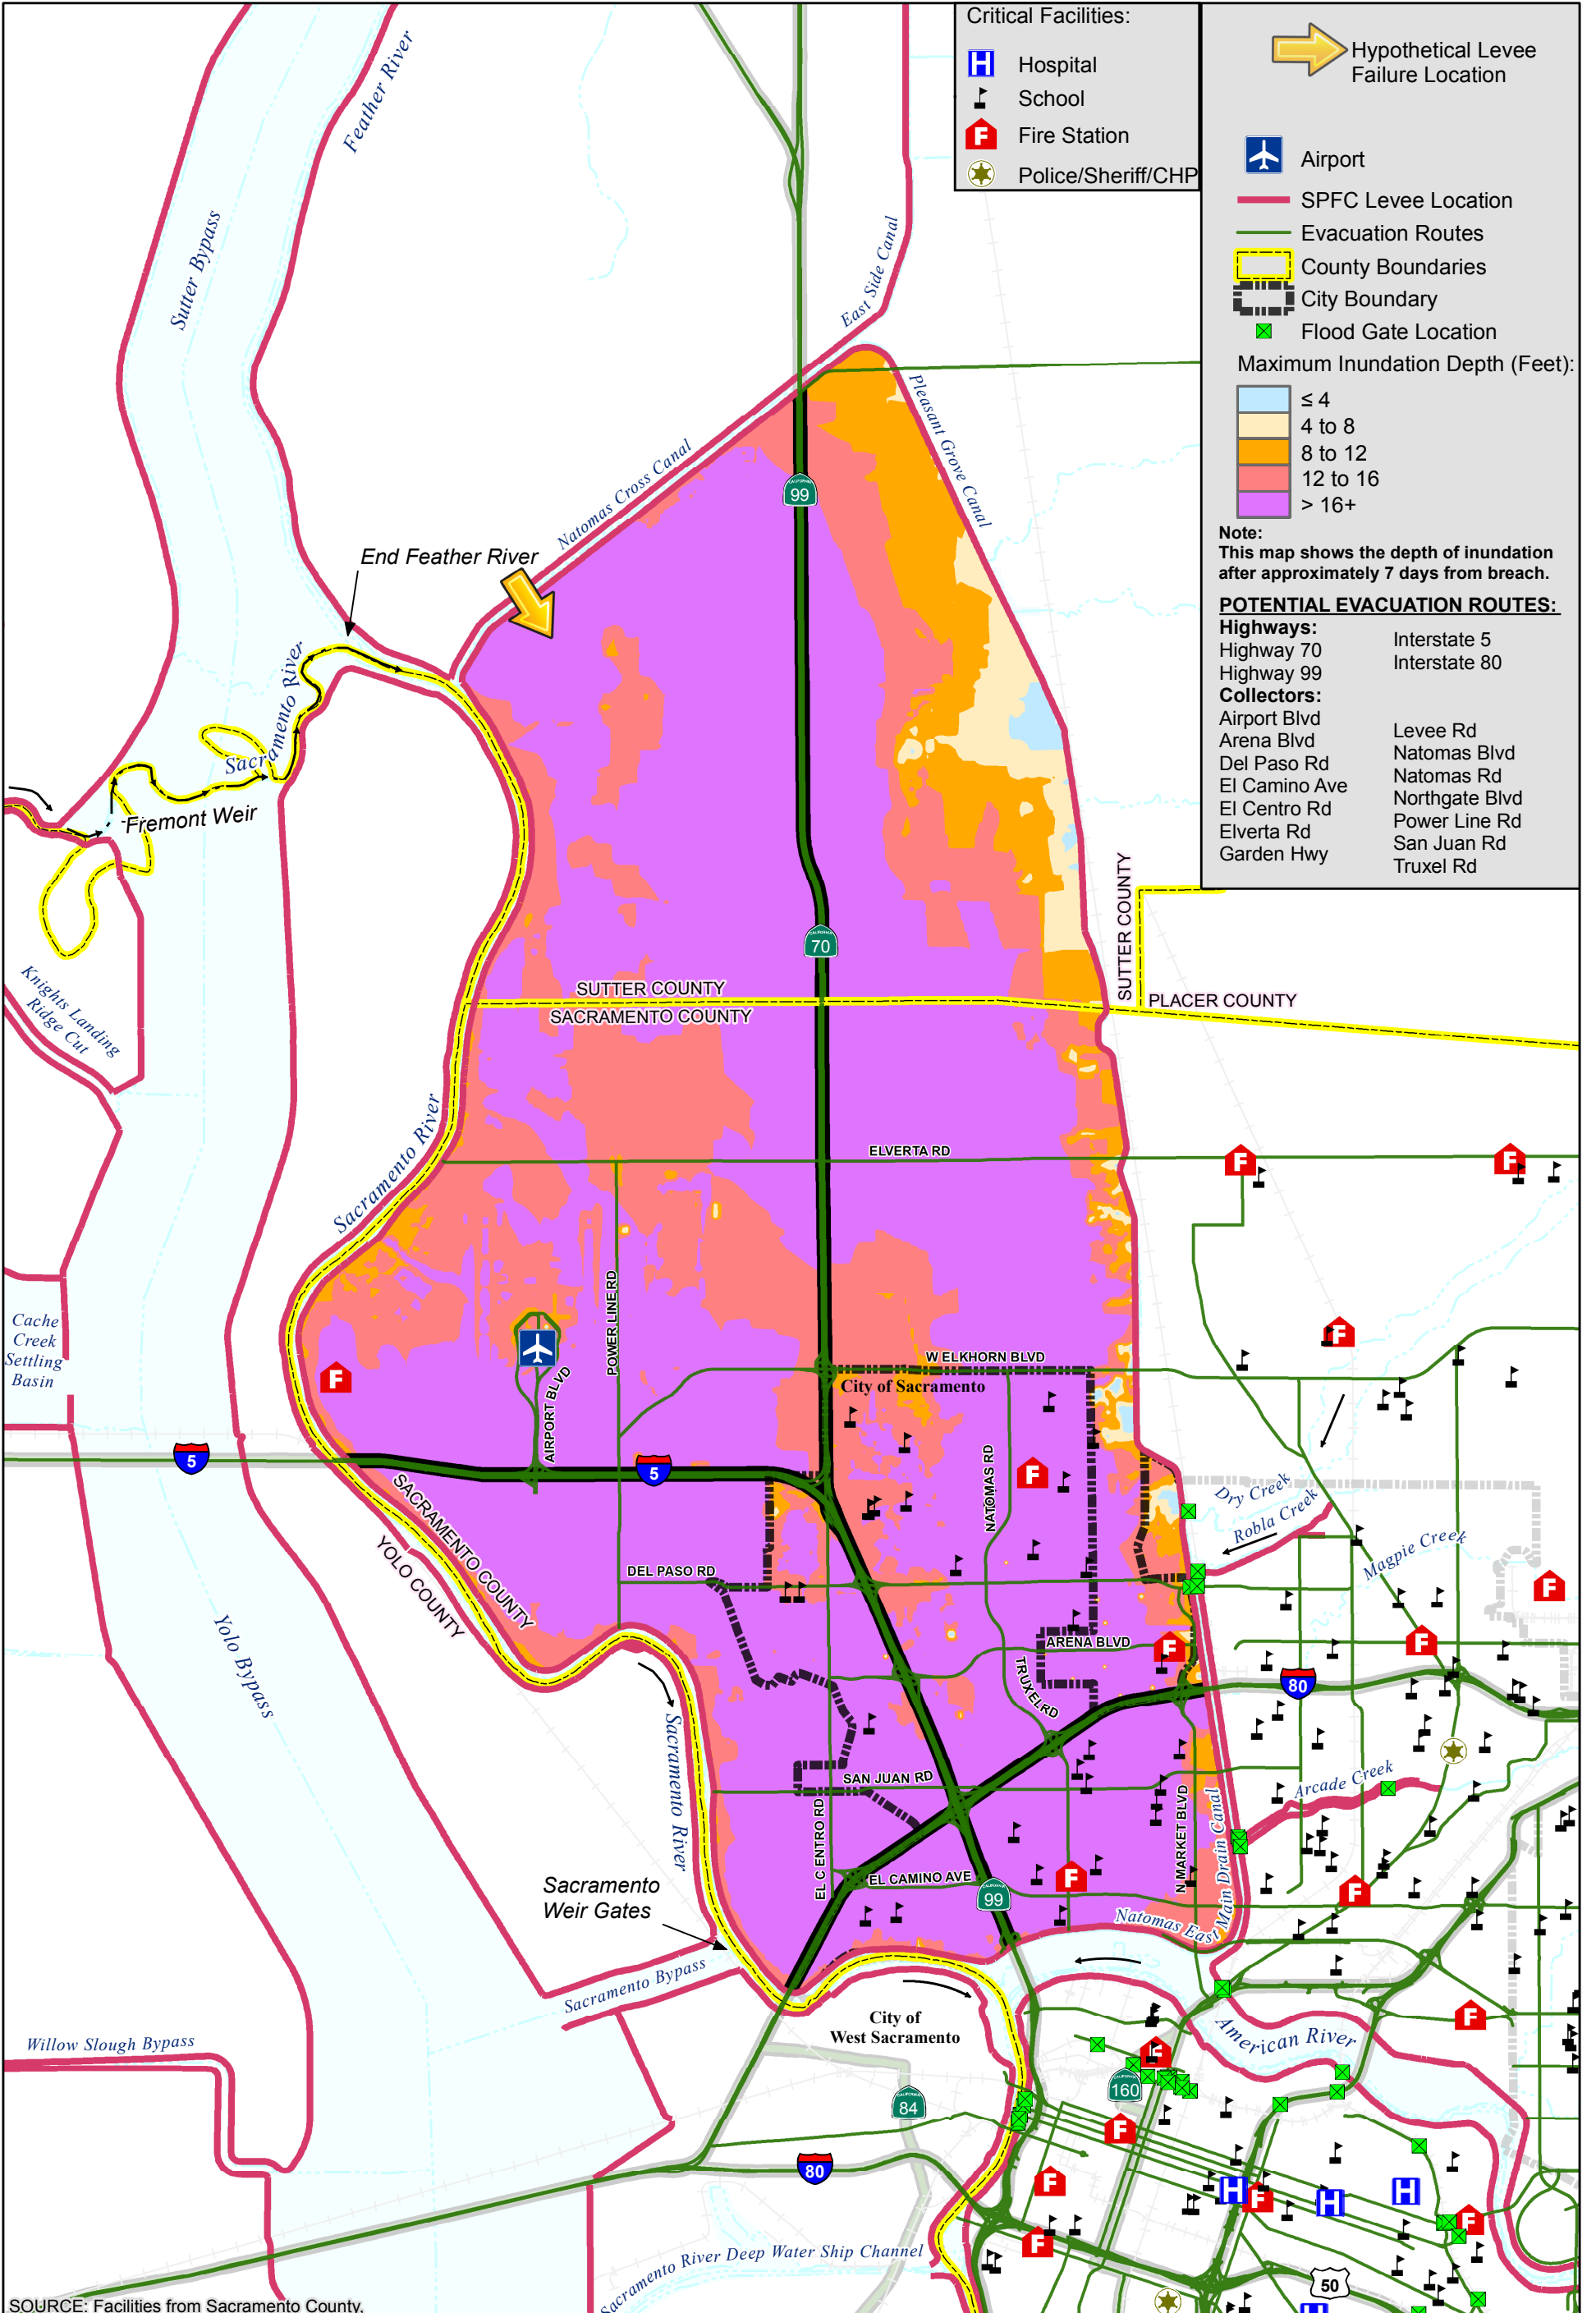 Critical Facilities:
Hospital
School
Fire Station
Police/Sheriff/CHP
Hypothetical Levee
Failure Location
Airport
SPFC Levee Location
Evacuation Routes
County Boundaries
City Boundary
Flood Gate Location
Maximum Inundation Depth (Feet):
≤ 4
4 to 8
8 to 12
12 to 16
> 16+
Note:
This map shows the depth of inundation
after approximately 7 days from breach.
POTENTIAL EVACUATION ROUTES:
Highways:
Highway 70
Highway 99
Interstate 5
Interstate 80
Collectors:
Airport Blvd
Arena Blvd
Del Paso Rd
El Camino Ave
El Centro Rd
Elverta Rd
Garden Hwy
Levee Rd
Natomas Blvd
Natomas Rd
Northgate Blvd
Power Line Rd
San Juan Rd
Truxel Rd
Feather River
Sutter Bypass
East Side Canal
Pleasant Grove Canal
Natomas Cross Canal
CALIFORNIA
99
End Feather River
Sacramento River
Fremont Weir
SUTTER COUNTY
PLACER COUNTY
CALIFORNIA
70
SUTTER COUNTY
SACRAMENTO COUNTY
Knights Landing
Ridge Cut
Sacramento River
ELVERTA RD
F
F
POWER LINE RD
Cache
Creek
Settling
Basin
F
F
AIRPORT BLVD
W ELKHORN BLVD
City of Sacramento
5
5
NATOMAS RD
F
SACRAMENTO COUNTY
YOLO COUNTY
Dry Creek
Robla Creek
Magpie Creek
DEL PASO RD
F
Yolo Bypass
ARENA BLVD
F
F
TRUXEL RD
80
Sacramento River
SAN JUAN RD
Arcade Creek
EL CENTRO RD
N MARKET BLVD
EL CAMINO AVE
F
F
CALIFORNIA
99
Natomas East Main Drain Canal
Sacramento
Weir Gates
Sacramento Bypass
City of
West Sacramento
American River
F
Willow Slough Bypass
CALIFORNIA
84
CALIFORNIA
160
F
80
F
H
F
H
H
F
F
Sacramento River Deep Water Ship Channel
50
SOURCE: Facilities from Sacramento County,